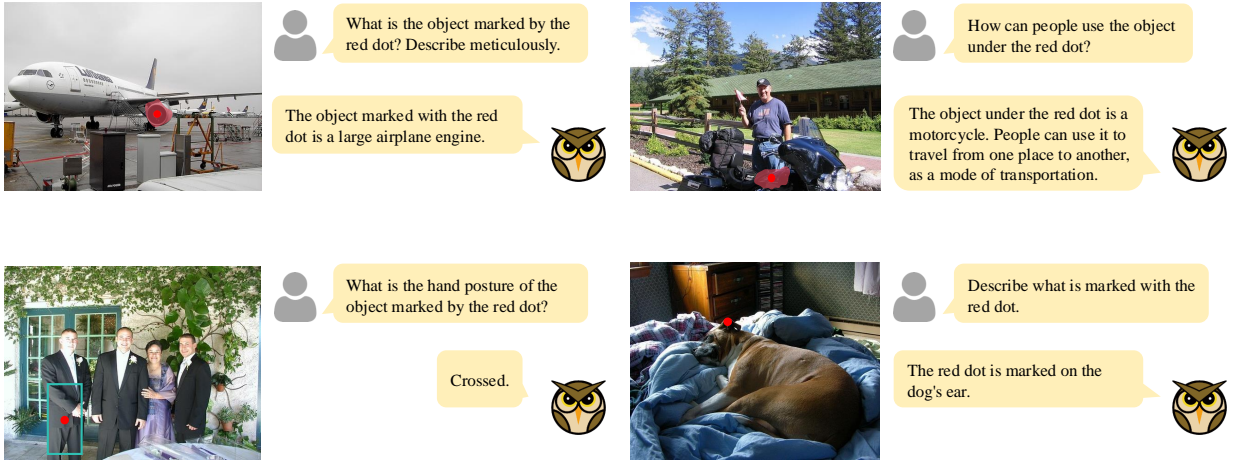 What is the object marked by the
red dot? Describe meticulously.
The object marked with the red
dot is a large airplane engine.
How can people use the object
under the red dot?
The object under the red dot is a
motorcycle. People can use it to
travel from one place to another,
as a mode of transportation.
What is the hand posture of the
object marked by the red dot?
Crossed.
Describe what is marked with the
red dot.
The red dot is marked on the
dog's ear.
Lufthansa